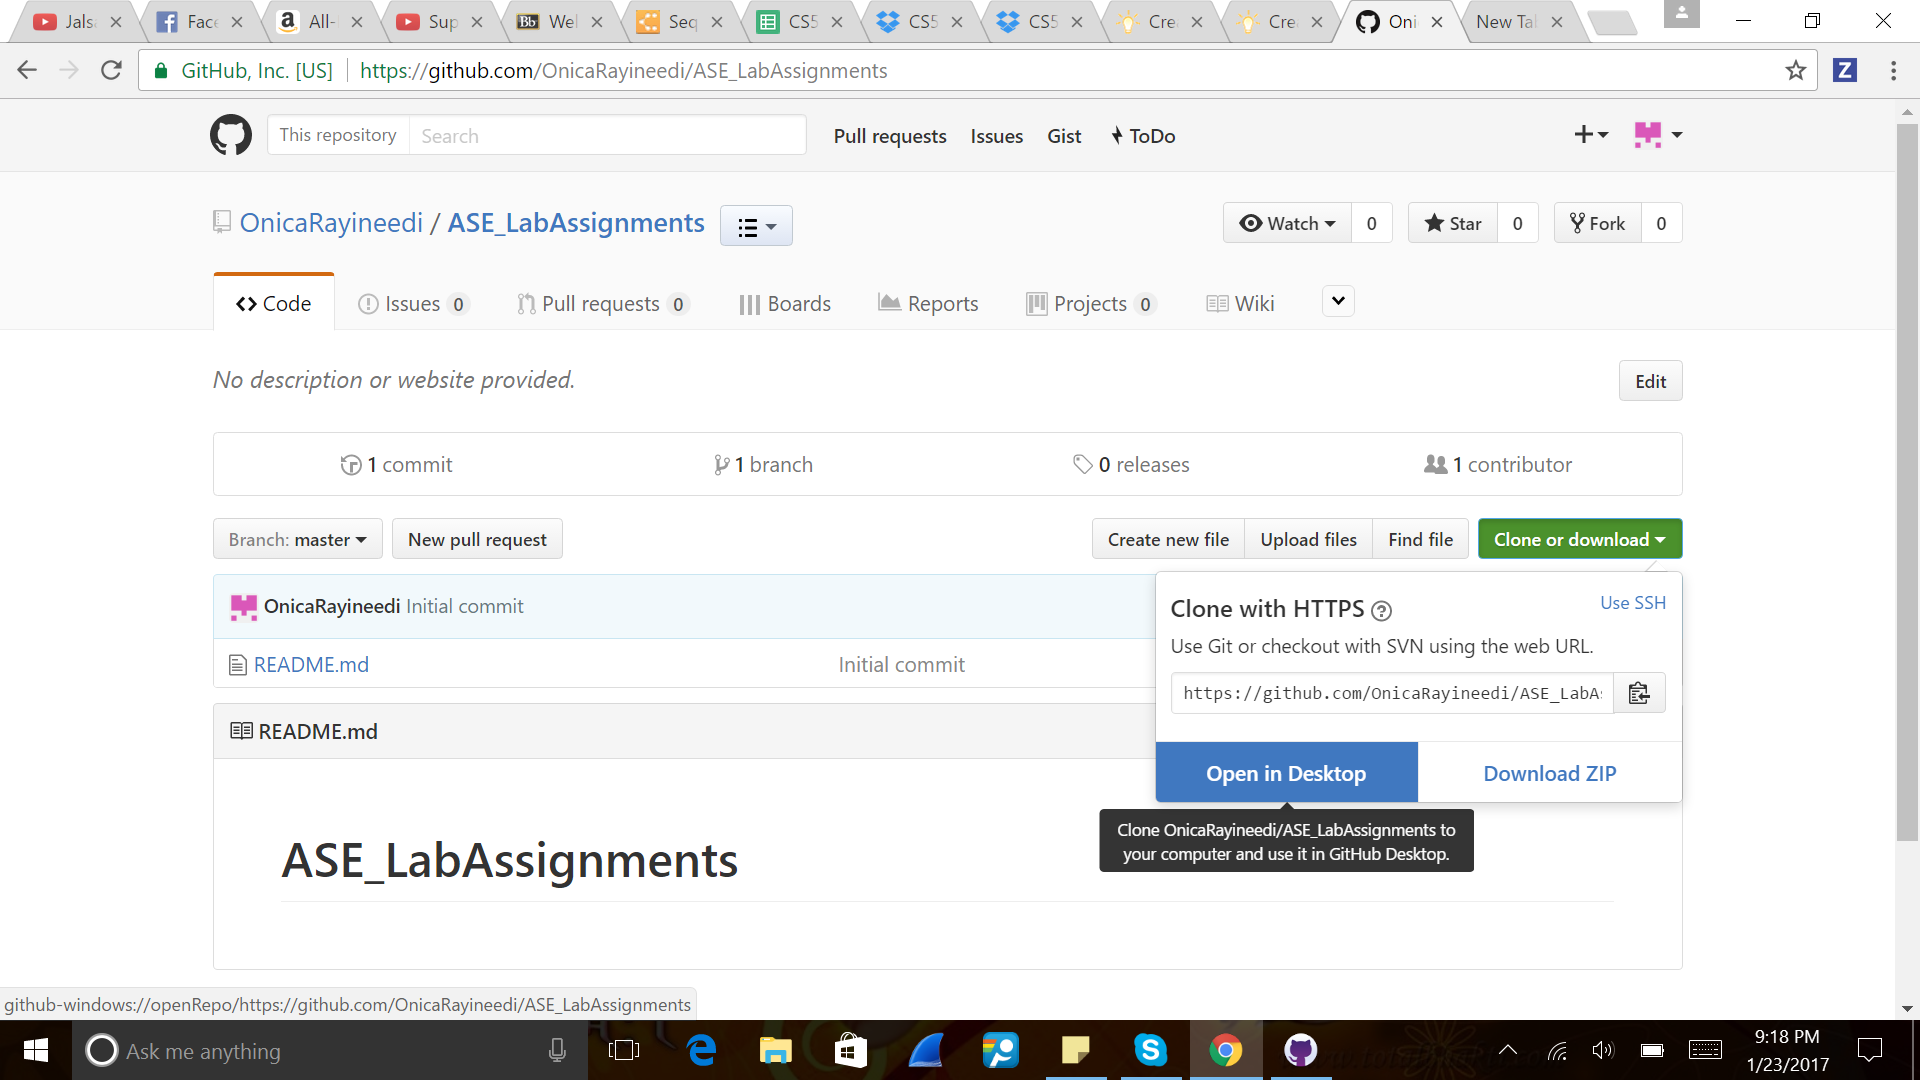 Jalsa
Face
All-
Sup
Bb Wel
Seq
CS5
CS5
CS5
Crea
Crea
Oni
New Tab
GitHub, Inc. [US]
https://github.com/OnicaRayineedi/ASE_LabAssignments
Z
This repository
Search
Pull requests
Issues
Gist
ToDo
OnicaRayineedi / ASE_LabAssignments
Watch 0
Star 0
Fork 0
Code
Issues 0
Pull requests 0
Boards
Reports
Projects 0
Wiki
No description or website provided.
Edit
1 commit
1 branch
0 releases
1 contributor
Branch: master
New pull request
Create new file
Upload files
Find file
Clone or download
OnicaRayineedi Initial commit
README.md
Initial commit
Clone with HTTPS
Use SSH
Use Git or checkout with SVN using the web URL.
https://github.com/OnicaRayineedi/ASE_LabAs
Open in Desktop
Download ZIP
Clone OnicaRayineedi/ASE_LabAssignments to
your computer and use it in GitHub Desktop.
README.md
ASE_LabAssignments
github-windows://openRepo/https://github.com/OnicaRayineedi/ASE_LabAssignments
Ask me anything
9:18 PM
1/23/2017